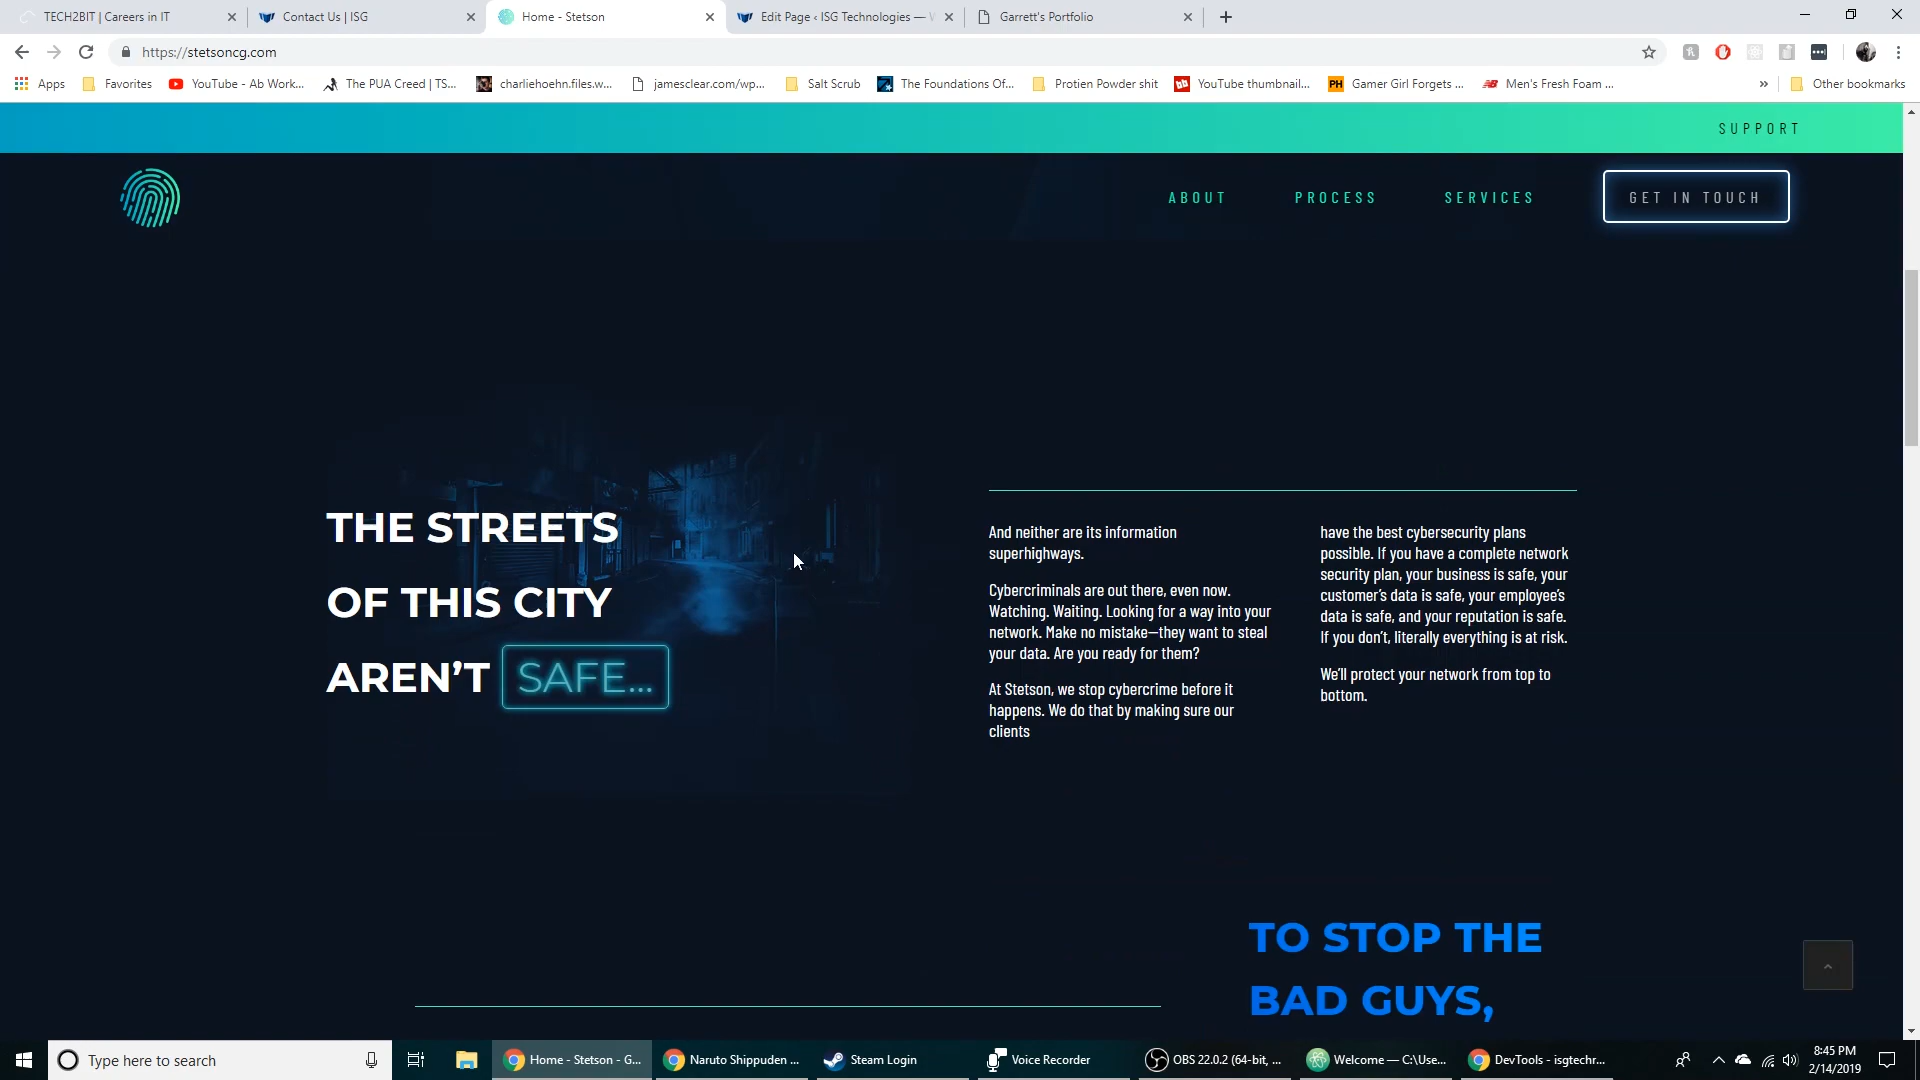 TECH2BIT | Careers in IT
Contact Us | ISG
Home - Stetson
Edit Page ‹ ISG Technologies —
Garrett's Portfolio
https://stetsoncg.com
Apps
Favorites
YouTube - Ab Work...
The PUA Creed | TS...
charliehoehn.files.w...
jamesclear.com/wp...
Salt Scrub
The Foundations Of...
Protien Powder shit
YouTube thumbnail...
PH
Gamer Girl Forgets ...
Men's Fresh Foam ...
»
Other bookmarks
SUPPORT
ABOUT
PROCESS
SERVICES
GET IN TOUCH
THE STREETS
OF THIS CITY
AREN’T SAFE...
And neither are its information
superhighways.
Cybercriminals are out there, even now.
Watching. Waiting. Looking for a way into your
network. Make no mistake—they want to steal
your data. Are you ready for them?
At Stetson, we stop cybercrime before it
happens. We do that by making sure our
clients
have the best cybersecurity plans
possible. If you have a complete network
security plan, your business is safe, your
customer’s data is safe, your employee’s
data is safe, and your reputation is safe.
If you don’t, literally everything is at risk.
We’ll protect your network from top to
bottom.
TO STOP THE
BAD GUYS,
Type here to search
Home - Stetson - G...
Naruto Shippuden ...
Steam Login
Voice Recorder
OBS 22.0.2 (64-bit, ...
Welcome — C:\Use...
DevTools - isgtechr...
8:45 PM
2/14/2019